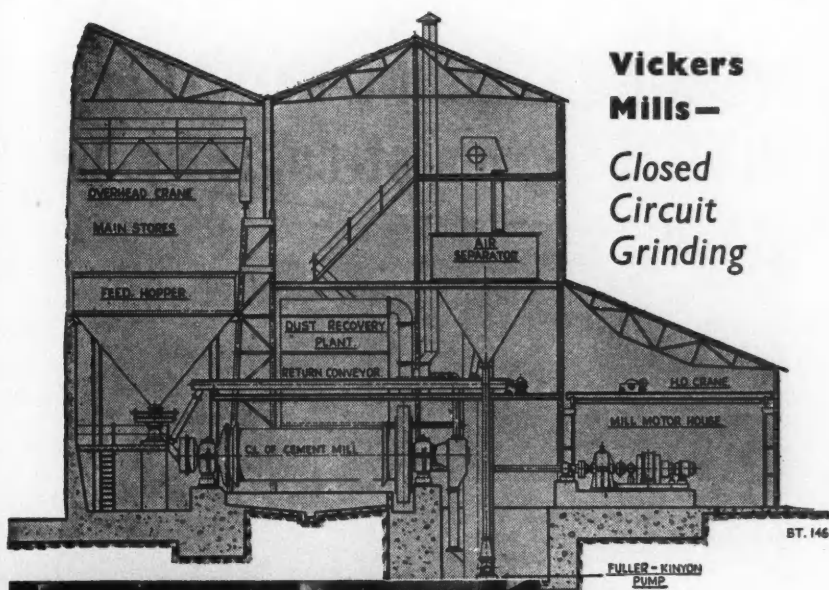 Vickers
Mills—
Closed
Circuit
Grinding
OVERHEAD CRANE
MAIN STORES
FEED. HOPPER
AIR
SEPARATOR
DUST RECOVERY
PLANT.
RETURN CONVEYOR
C.L. OF CEMENT MILL
H.O. CRANE
MILL MOTOR HOUSE
BT. 146
FULLER-KINYON
PUMP